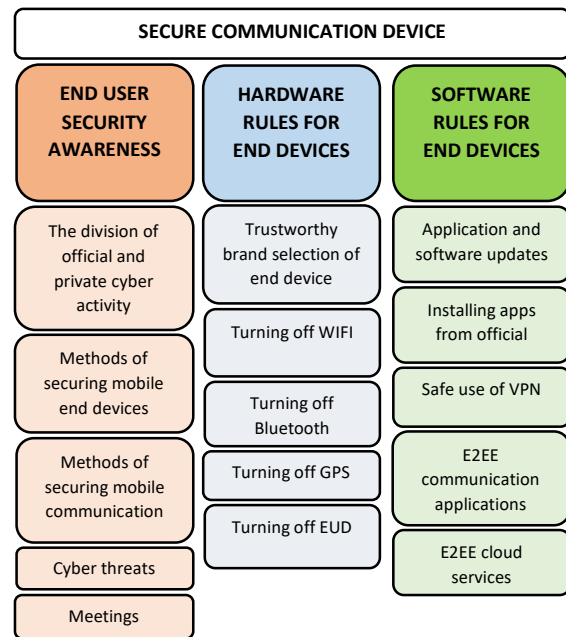 SECURE COMMUNICATION DEVICE
END USER
SECURITY
AWARENESS
The division of
official and
private cyber
activity
Methods of
securing mobile
end devices
Methods of
securing mobile
communication
Cyber threats
Meetings
HARDWARE
RULES FOR
END DEVICES
Trustworthy
brand selection of
end device
Turning off WIFI
Turning off
Bluetooth
Turning off GPS
Turning off EUD
SOFTWARE
RULES FOR
END DEVICES
Application and
software updates
Installing apps
from official
Safe use of VPN
E2EE
communication
applications
E2EE cloud
services